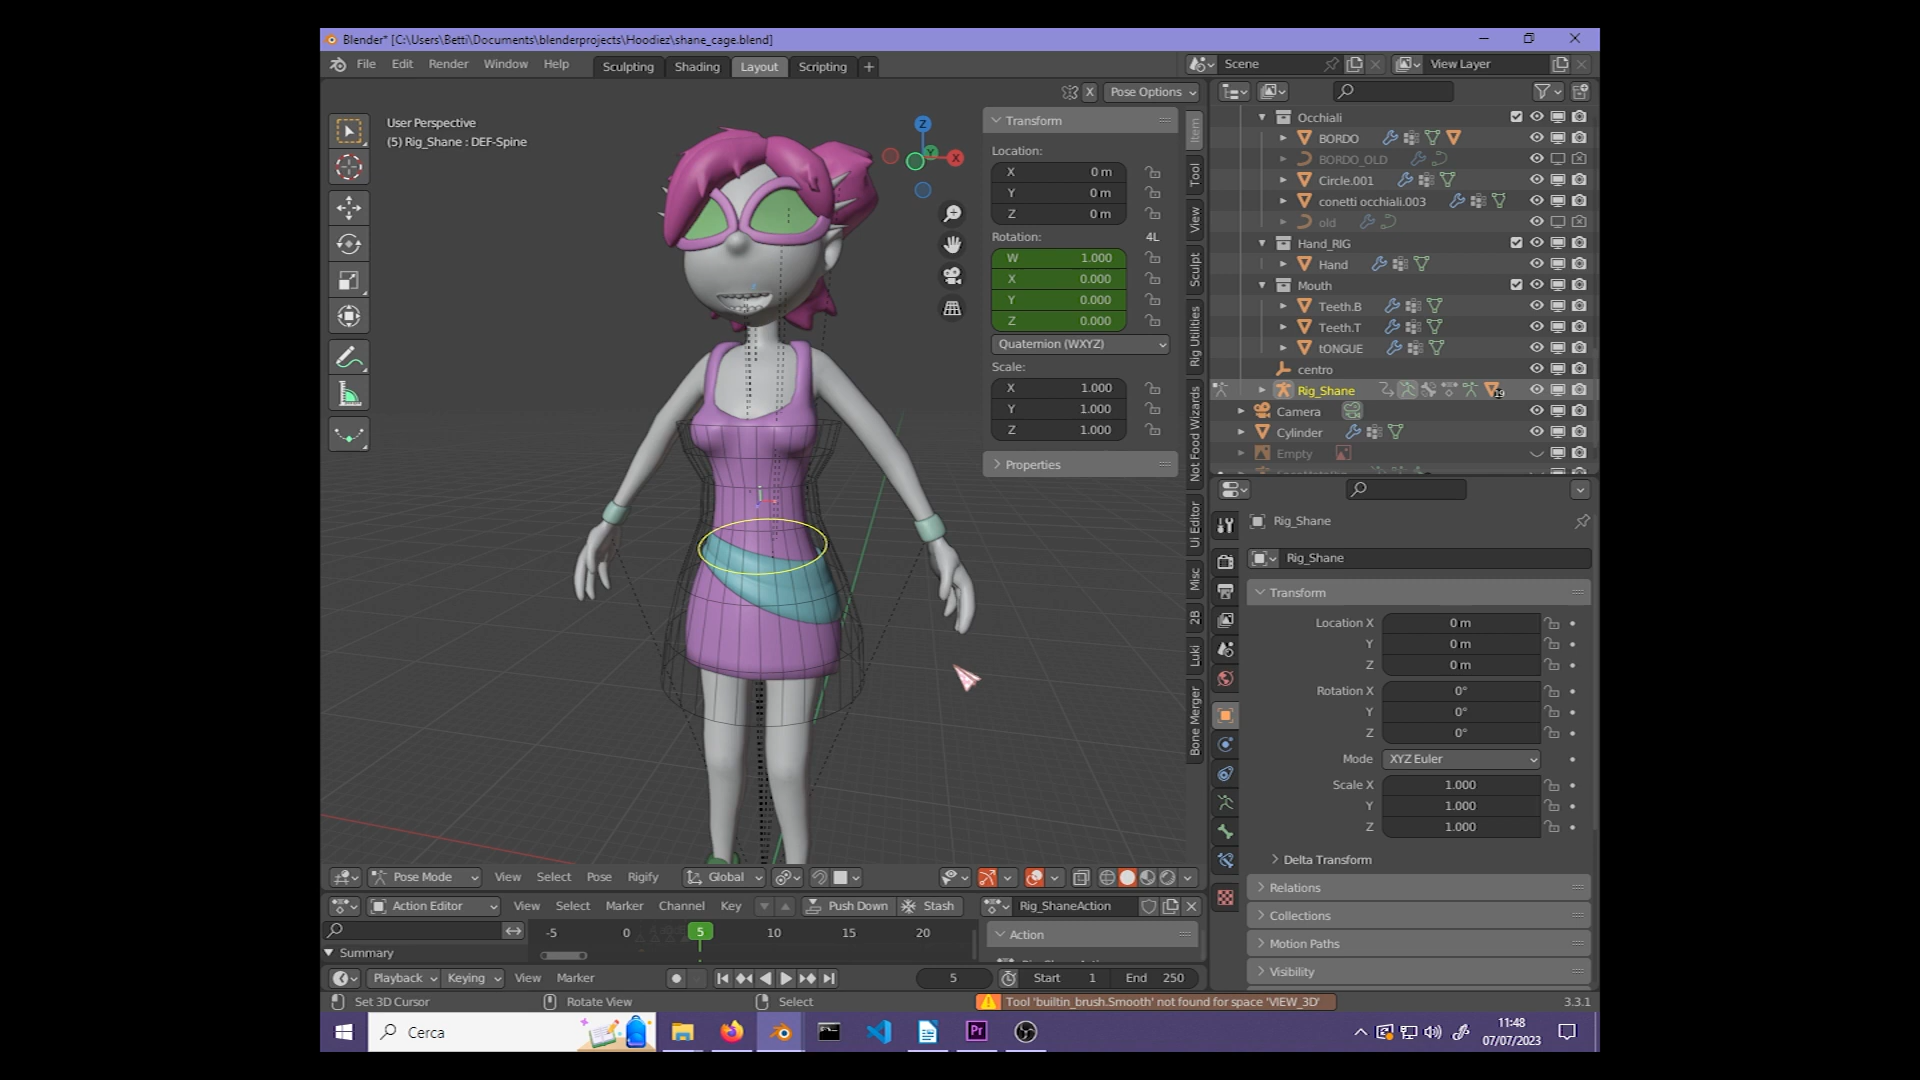 Blender* [C:\Users\Betti\Documents\blenderprojects\Hoodiez\shane_cage.blend]
File Edit Render Window Help Sculpting Shading Layout Scripting + Scene View Layer
X Pose Options
User Perspective
(5) Rig_Shane : DEF-Spine
Z
Y
X
Transform
Location:
X 0 m
Y 0 m
Z 0 m
Rotation: 4L
W 1.000
X 0.000
Y 0.000
Z 0.000
Quaternion (WXYZ)
Scale:
X 1.000
Y 1.000
Z 1.000
Properties
Item
Tool
View
Sculpt
Rig Utilities
Not Food Wizards
Ui Editor
Misc
2B
Luki
Bone Merger
Occhiali
BORDO
BORDO_OLD
Circle.001
conetti occhiali.003
old
Hand_RIG
Hand
Mouth
Teeth.B
Teeth.T
tONGUE
centro
Rig_Shane 19
Camera
Cylinder
Empty
Rig_Shane
Rig_Shane
Transform
Location X 0 m
Y 0 m
Z 0 m
Rotation X 0°
Y 0°
Z 0°
Mode XYZ Euler
Scale X 1.000
Y 1.000
Z 1.000
Delta Transform
Relations
Collections
Motion Paths
Visibility
Pose Mode View Select Pose Rigify Global
Action Editor View Select Marker Channel Key Push Down Stash Rig_ShaneAction
-5 0 5 10 15 20 Action
Summary
Playback Keying View Marker 5 Start 1 End 250
Set 3D Cursor Rotate View Select Tool 'builtin_brush.Smooth' not found for space 'VIEW_3D' 3.3.1
Cerca Pr 11:48
07/07/2023